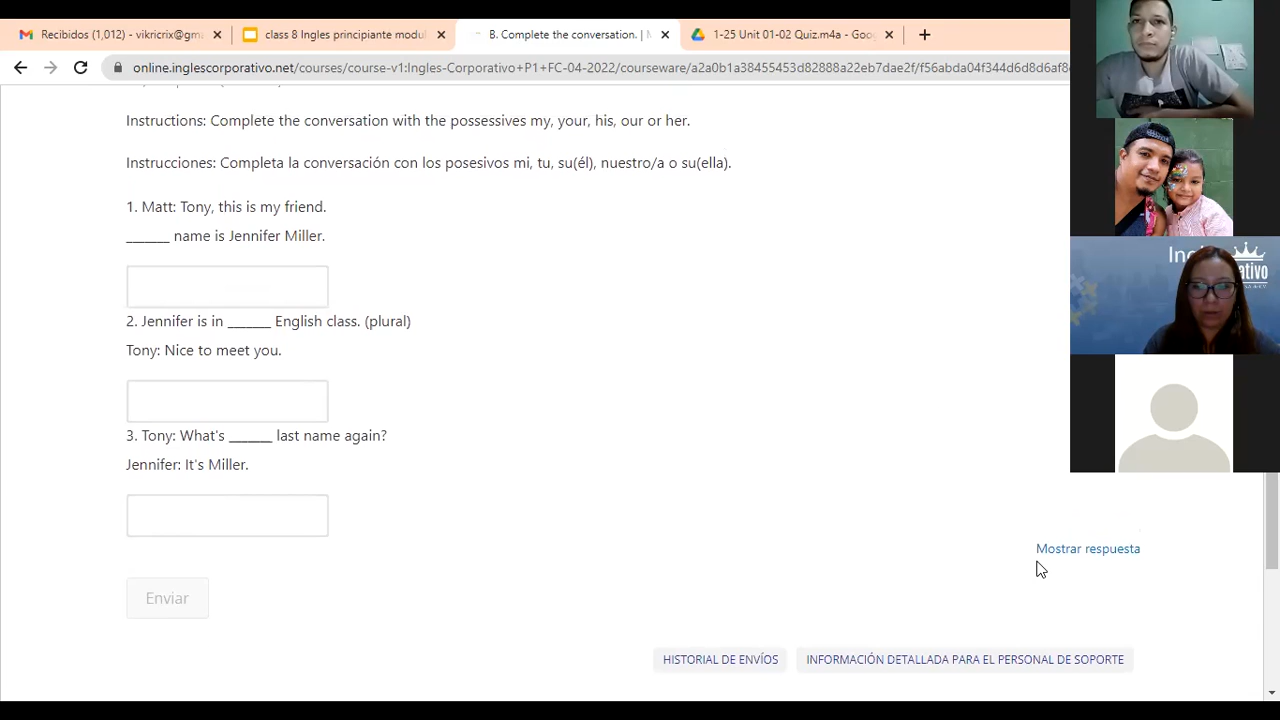 Recibidos (1,012) - vikricrix@gm
class 8 Ingles principiante modul
B. Complete the conversation. | M
1-25 Unit 01-02 Quiz.m4a - Goo
online.inglescorporativo.net/courses/course-v1:Ingles-Corporativo+P1+FC-04-2022/courseware/a2a0b1a38455453d82888a22eb7dae2f/f56abda04f344d6d8d6af8
Instructions: Complete the conversation with the possessives my, your, his, our or her.
Instrucciones: Completa la conversación con los posesivos mi, tu, su(él), nuestro/a o su(ella).
1. Matt: Tony, this is my friend.
______ name is Jennifer Miller.
2. Jennifer is in ______ English class. (plural)
Tony: Nice to meet you.
3. Tony: What's ______ last name again?
Jennifer: It's Miller.
Mostrar respuesta
Enviar
HISTORIAL DE ENVÍOS
INFORMACIÓN DETALLADA PARA EL PERSONAL DE SOPORTE